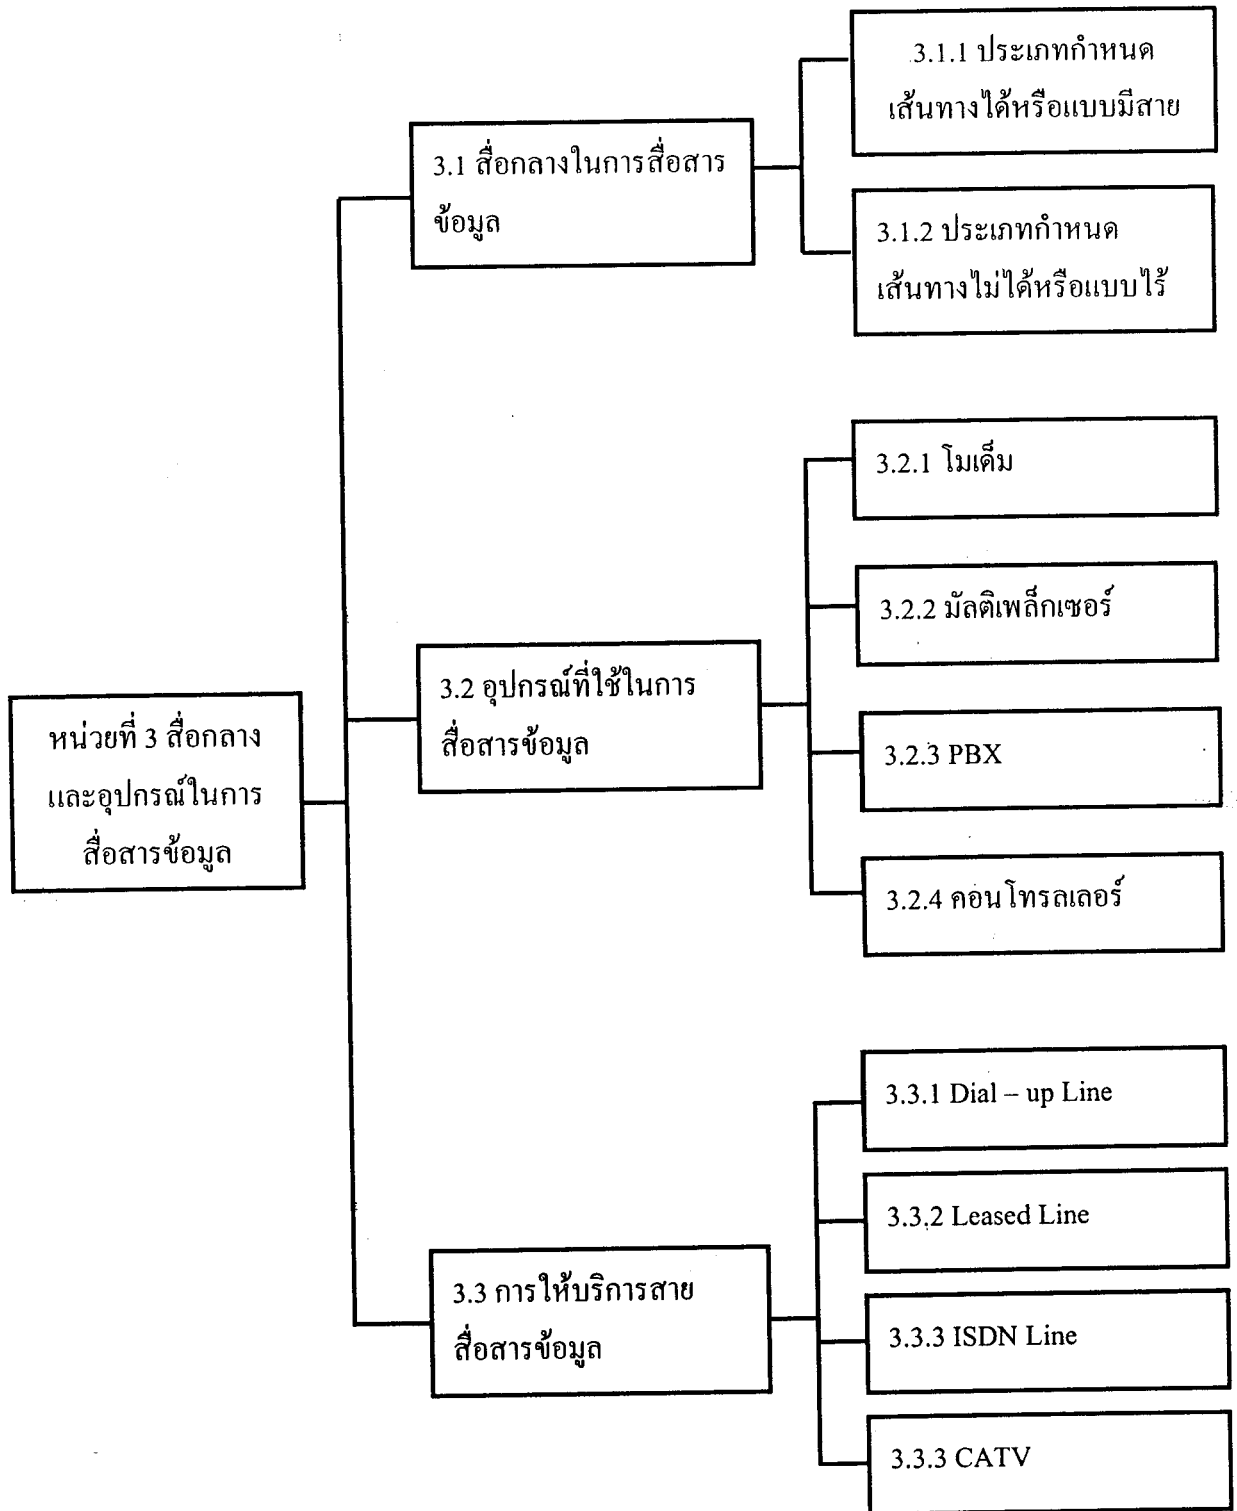 หน่วยที่ 3 สื่อกลาง
และอุปกรณ์ในการ
สื่อสารข้อมูล
3.1 สื่อกลางในการสื่อสาร
ข้อมูล
3.1.1 ประเภทกำหนด
เส้นทางได้หรือแบบมีสาย
3.1.2 ประเภทกำหนด
เส้นทางไม่ได้หรือแบบไร้
3.2 อุปกรณ์ที่ใช้ในการ
สื่อสารข้อมูล
3.2.1 โมเด็ม
3.2.2 มัลติเพล็กเซอร์
3.2.3 PBX
3.2.4 คอนโทรลเลอร์
3.3 การให้บริการสาย
สื่อสารข้อมูล
3.3.1 Dial – up Line
3.3.2 Leased Line
3.3.3 ISDN Line
3.3.3 CATV